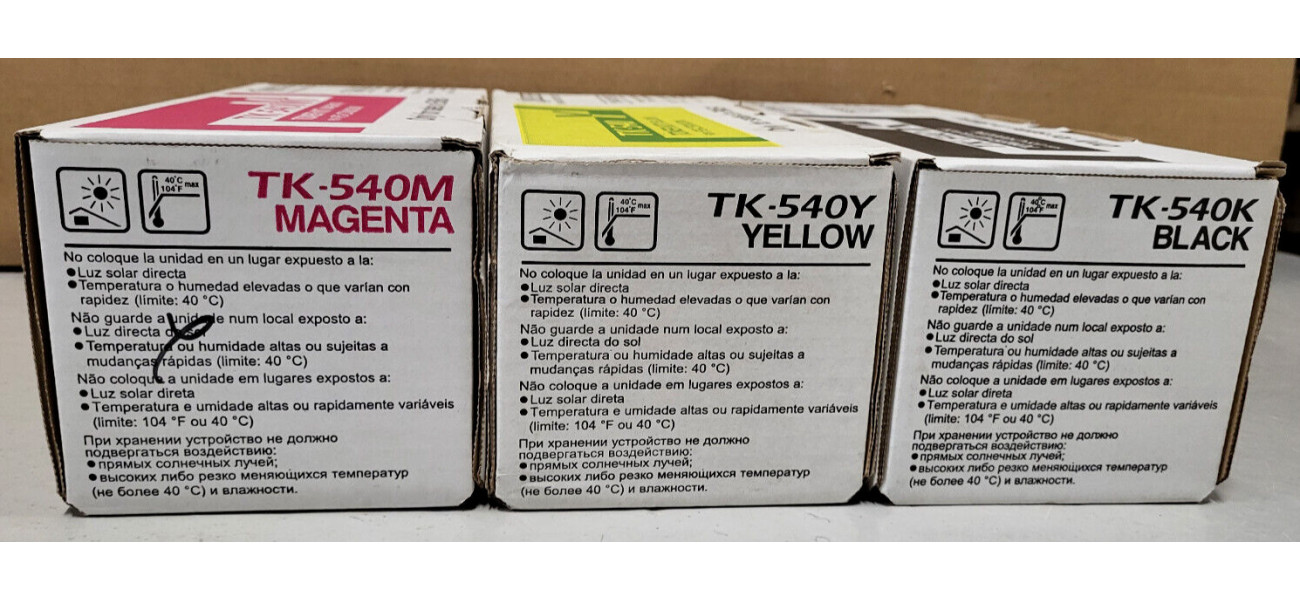 40°C
104°F max
TK-540M
MAGENTA
No coloque la unidad en un lugar expuesto a la:
●Luz solar directa
●Temperatura o humedad elevadas o que varían con
rapidez (límite: 40 °C)
Não guarde a unidade num local exposto a:
●Luz directa do sol
●Temperatura ou humidade altas ou sujeitas a
mudanças rápidas (limite: 40 °C)
Não coloque a unidade em lugares expostos a:
●Luz solar direta
●Temperatura e umidade altas ou rapidamente variáveis
(limite: 104 °F ou 40 °C)
При хранении устройство не должно
подвергаться воздействию:
●прямых солнечных лучей;
●высоких либо резко меняющихся температур
(не более 40 °C) и влажности.
40°C
104°F max
TK-540Y
YELLOW
No coloque la unidad en un lugar expuesto a la:
●Luz solar directa
●Temperatura o humedad elevadas o que varían con
rapidez (límite: 40 °C)
Não guarde a unidade num local exposto a:
●Luz directa do sol
●Temperatura ou humidade altas ou sujeitas a
mudanças rápidas (limite: 40 °C)
Não coloque a unidade em lugares expostos a:
●Luz solar direta
●Temperatura e umidade altas ou rapidamente variáveis
(limite: 104 °F ou 40 °C)
При хранении устройство не должно
подвергаться воздействию:
●прямых солнечных лучей;
●высоких либо резко меняющихся температур
(не более 40 °C) и влажности.
40°C
104°F max
TK-540K
BLACK
No coloque la unidad en un lugar expuesto a la:
●Luz solar directa
●Temperatura o humedad elevadas o que varían con
rapidez (límite: 40 °C)
Não guarde a unidade num local exposto a:
●Luz directa do sol
●Temperatura ou humidade altas ou sujeitas a
mudanças rápidas (limite: 40 °C)
Não coloque a unidade em lugares expostos a:
●Luz solar direta
●Temperatura e umidade altas ou rapidamente variáveis
(limite: 104 °F ou 40 °C)
При хранении устройство не должно
подвергаться воздействию:
●прямых солнечных лучей;
●высоких либо резко меняющихся температур
(не более 40 °C) и влажности.